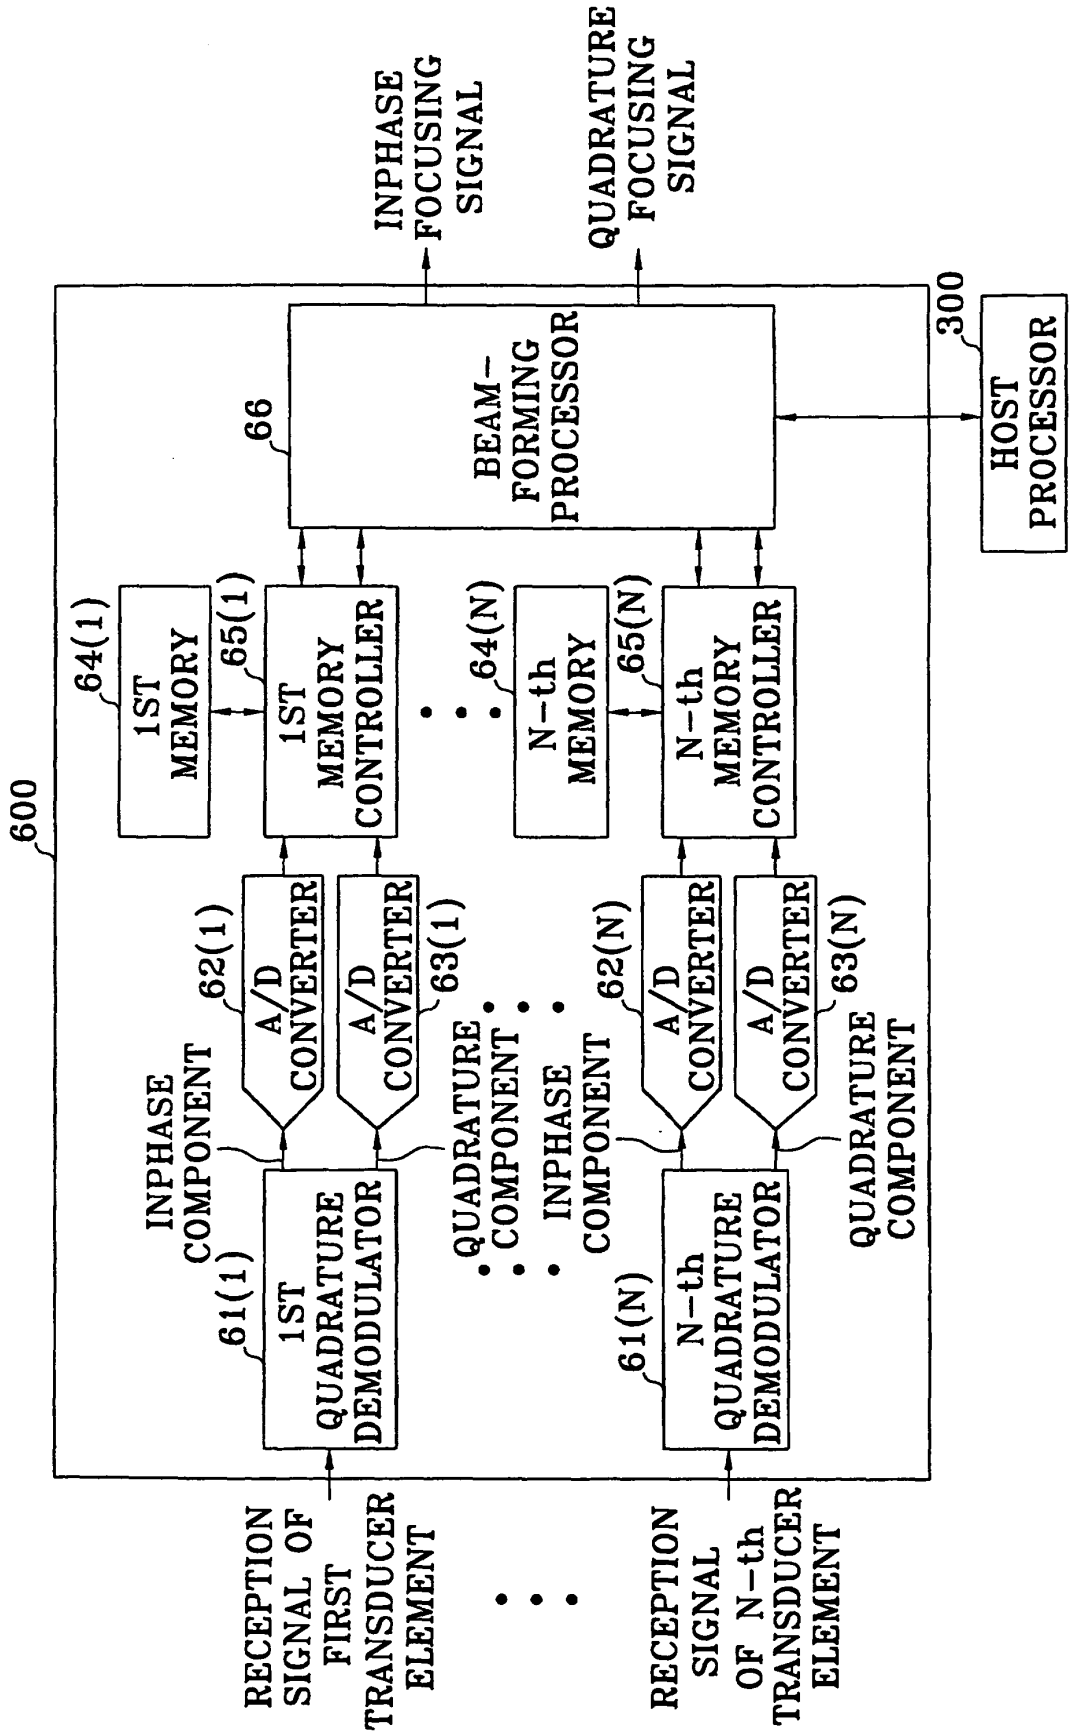 600
RECEPTION
SIGNAL OF
FIRST
TRANSDUCER
ELEMENT
61(1)
1ST
QUADRATURE
DEMODULATOR
INPHASE
COMPONENT
QUADRATURE
COMPONENT
62(1)
A/D
CONVERTER
A/D
CONVERTER
63(1)
64(1)
1ST
MEMORY
65(1)
1ST
MEMORY
CONTROLLER
66
BEAM-
FORMING
PROCESSOR
INPHASE
FOCUSING
SIGNAL
QUADRATURE
FOCUSING
SIGNAL
RECEPTION
SIGNAL
OF N-th
TRANSDUCER
ELEMENT
61(N)
N-th
QUADRATURE
DEMODULATOR
INPHASE
COMPONENT
QUADRATURE
COMPONENT
62(N)
A/D
CONVERTER
A/D
CONVERTER
63(N)
64(N)
N-th
MEMORY
65(N)
N-th
MEMORY
CONTROLLER
300
HOST
PROCESSOR